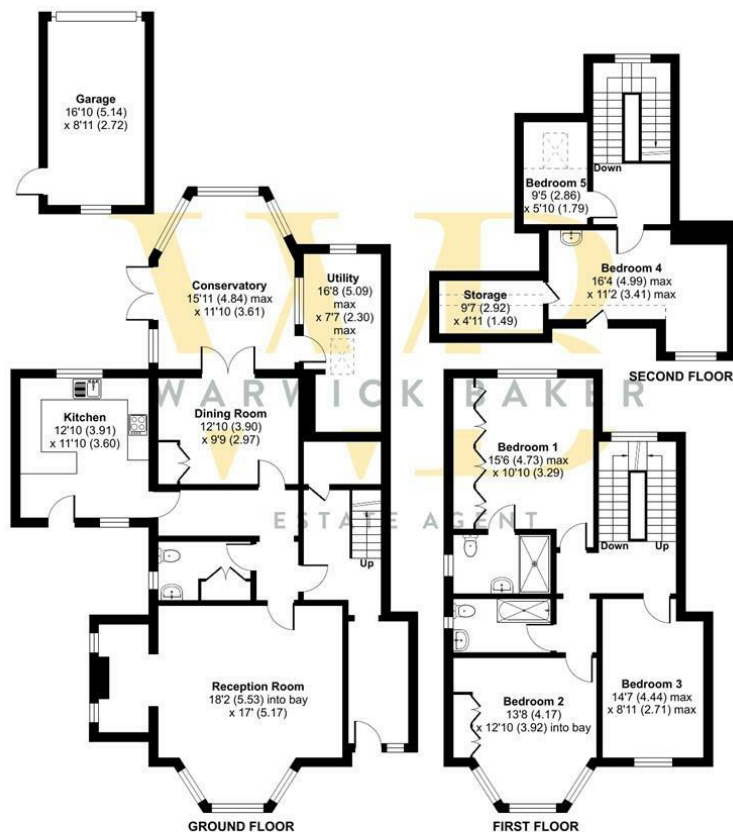 Garage
16'10 (5.14)
x 8'11 (2.72)
Conservatory
15'11 (4.84) max
x 11'10 (3.61)
Utility
16'8 (5.09)
max
x 7'7 (2.30)
max
Kitchen
12'10 (3.91)
x 11'10 (3.60)
Dining Room
12'10 (3.90)
x 9'9 (2.97)
Up
Reception Room
18'2 (5.53) into bay
x 17' (5.17)
GROUND FLOOR
Down
Bedroom 5
9'5 (2.86)
x 5'10 (1.79)
Bedroom 4
16'4 (4.99) max
x 11'2 (3.41) max
Storage
9'7 (2.92)
x 4'11 (1.49)
SECOND FLOOR
Bedroom 1
15'6 (4.73) max
x 10'10 (3.29)
Down Up
Bedroom 2
13'8 (4.17)
x 12'10 (3.92) into bay
Bedroom 3
14'7 (4.44) max
x 8'11 (2.71) max
FIRST FLOOR
WB
WARWICK BAKER
ESTATE AGENT